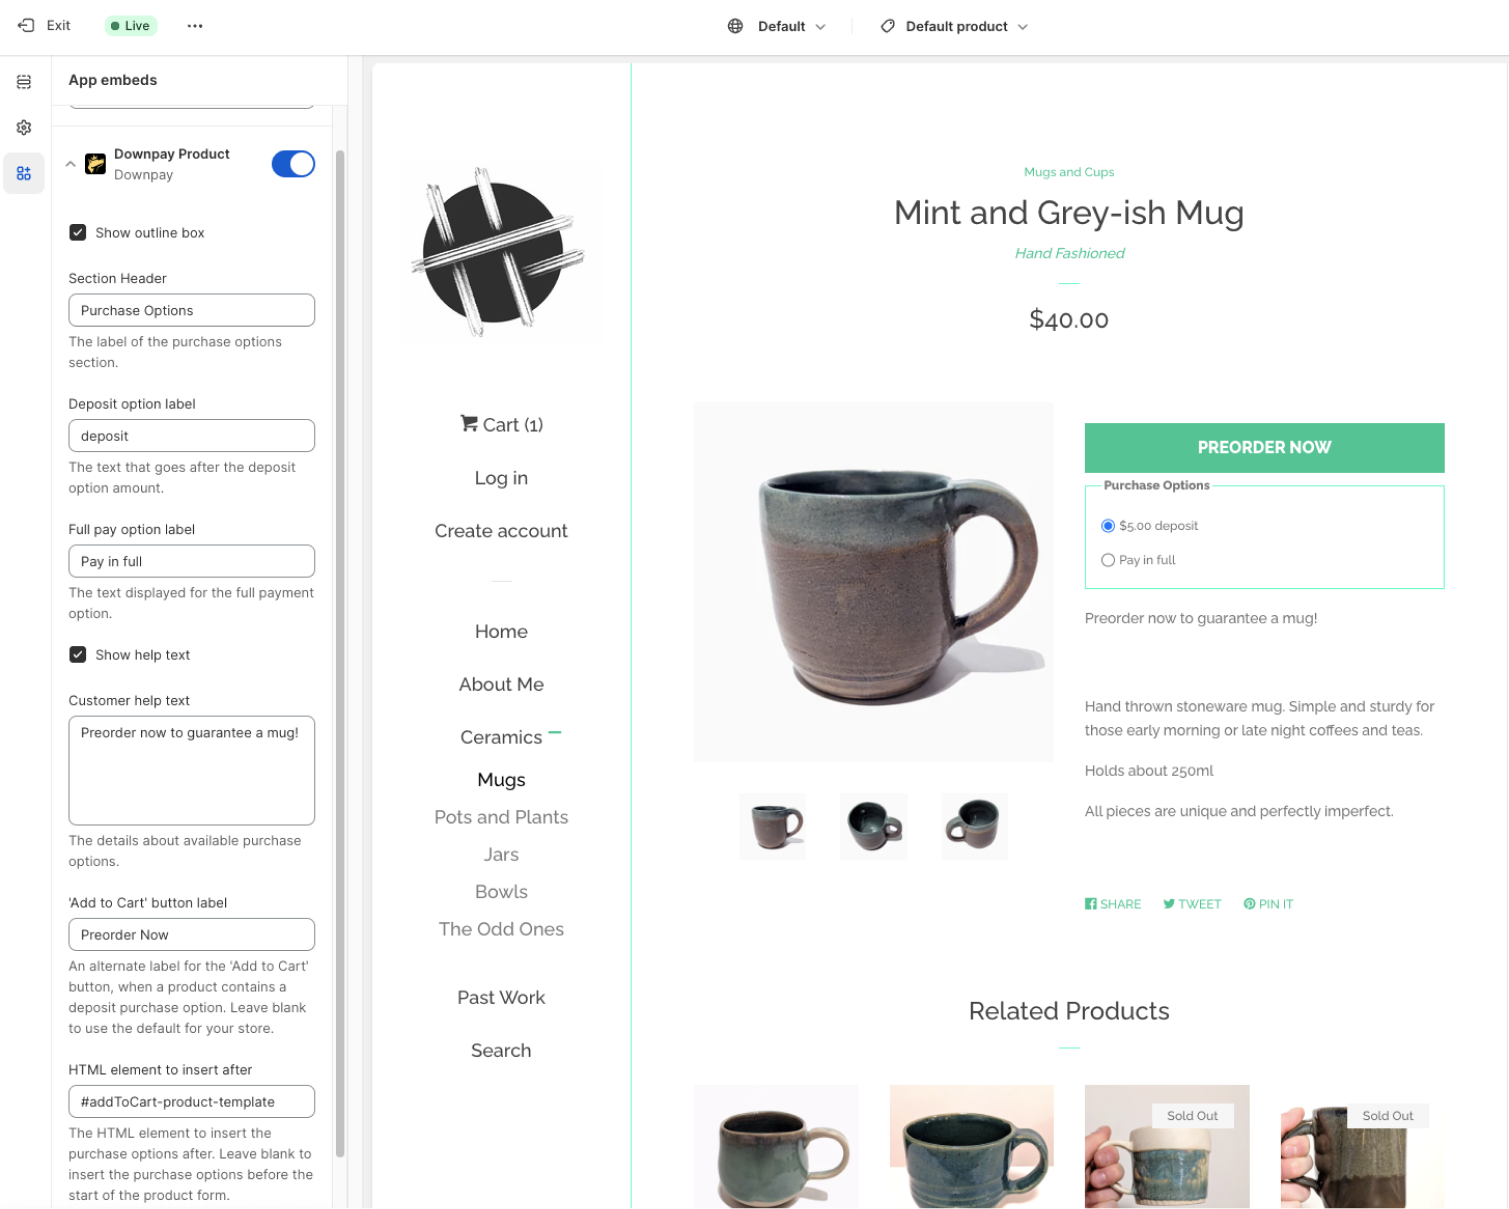 Exit
Live
Default
Default product
App embeds
Downpay Product
Downpay
Show outline box
Section Header
Purchase Options
The label of the purchase options
section.
Deposit option label
deposit
The text that goes after the deposit
option amount.
Full pay option label
Pay in full
The text displayed for the full payment
option.
Show help text
Customer help text
Preorder now to guarantee a mug!
The details about available purchase
options.
'Add to Cart' button label
Preorder Now
An alternate label for the 'Add to Cart'
button, when a product contains a
deposit purchase option. Leave blank
to use the default for your store.
HTML element to insert after
#addToCart-product-template
The HTML element to insert the
purchase options after. Leave blank to
insert the purchase options before the
start of the product form.
Cart (1)
Log in
Create account
Home
About Me
Ceramics
Mugs
Pots and Plants
Jars
Bowls
The Odd Ones
Past Work
Search
Mugs and Cups
Mint and Grey-ish Mug
Hand Fashioned
$40.00
PREORDER NOW
Purchase Options
$5.00 deposit
Pay in full
Preorder now to guarantee a mug!
Hand thrown stoneware mug. Simple and sturdy for
those early morning or late night coffees and teas.
Holds about 250ml
All pieces are unique and perfectly imperfect.
SHARE
TWEET
PIN IT
Related Products
Sold Out
Sold Out